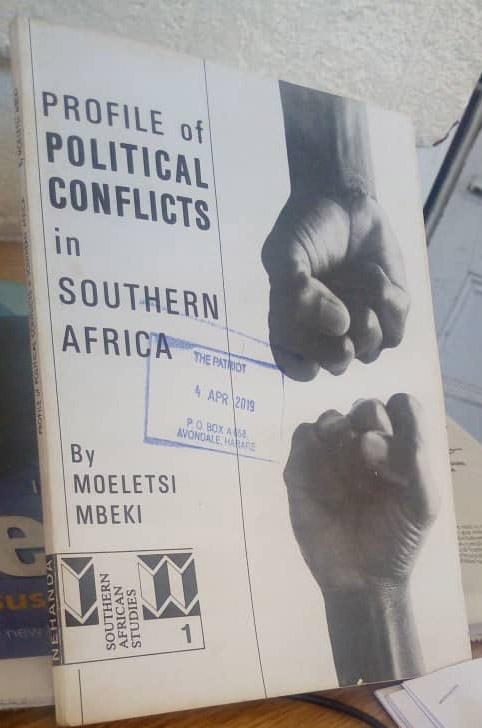 PROFILE of
POLITICAL
CONFLICTS
in
SOUTHERN
AFRICA
THE PATRIOT
4 APR 2019
P.O. BOX A 658,
AVONDALE, HARARE
By
MOELETSI
MBEKI
NEHANDA
SOUTHERN
AFRICAN
STUDIES
1